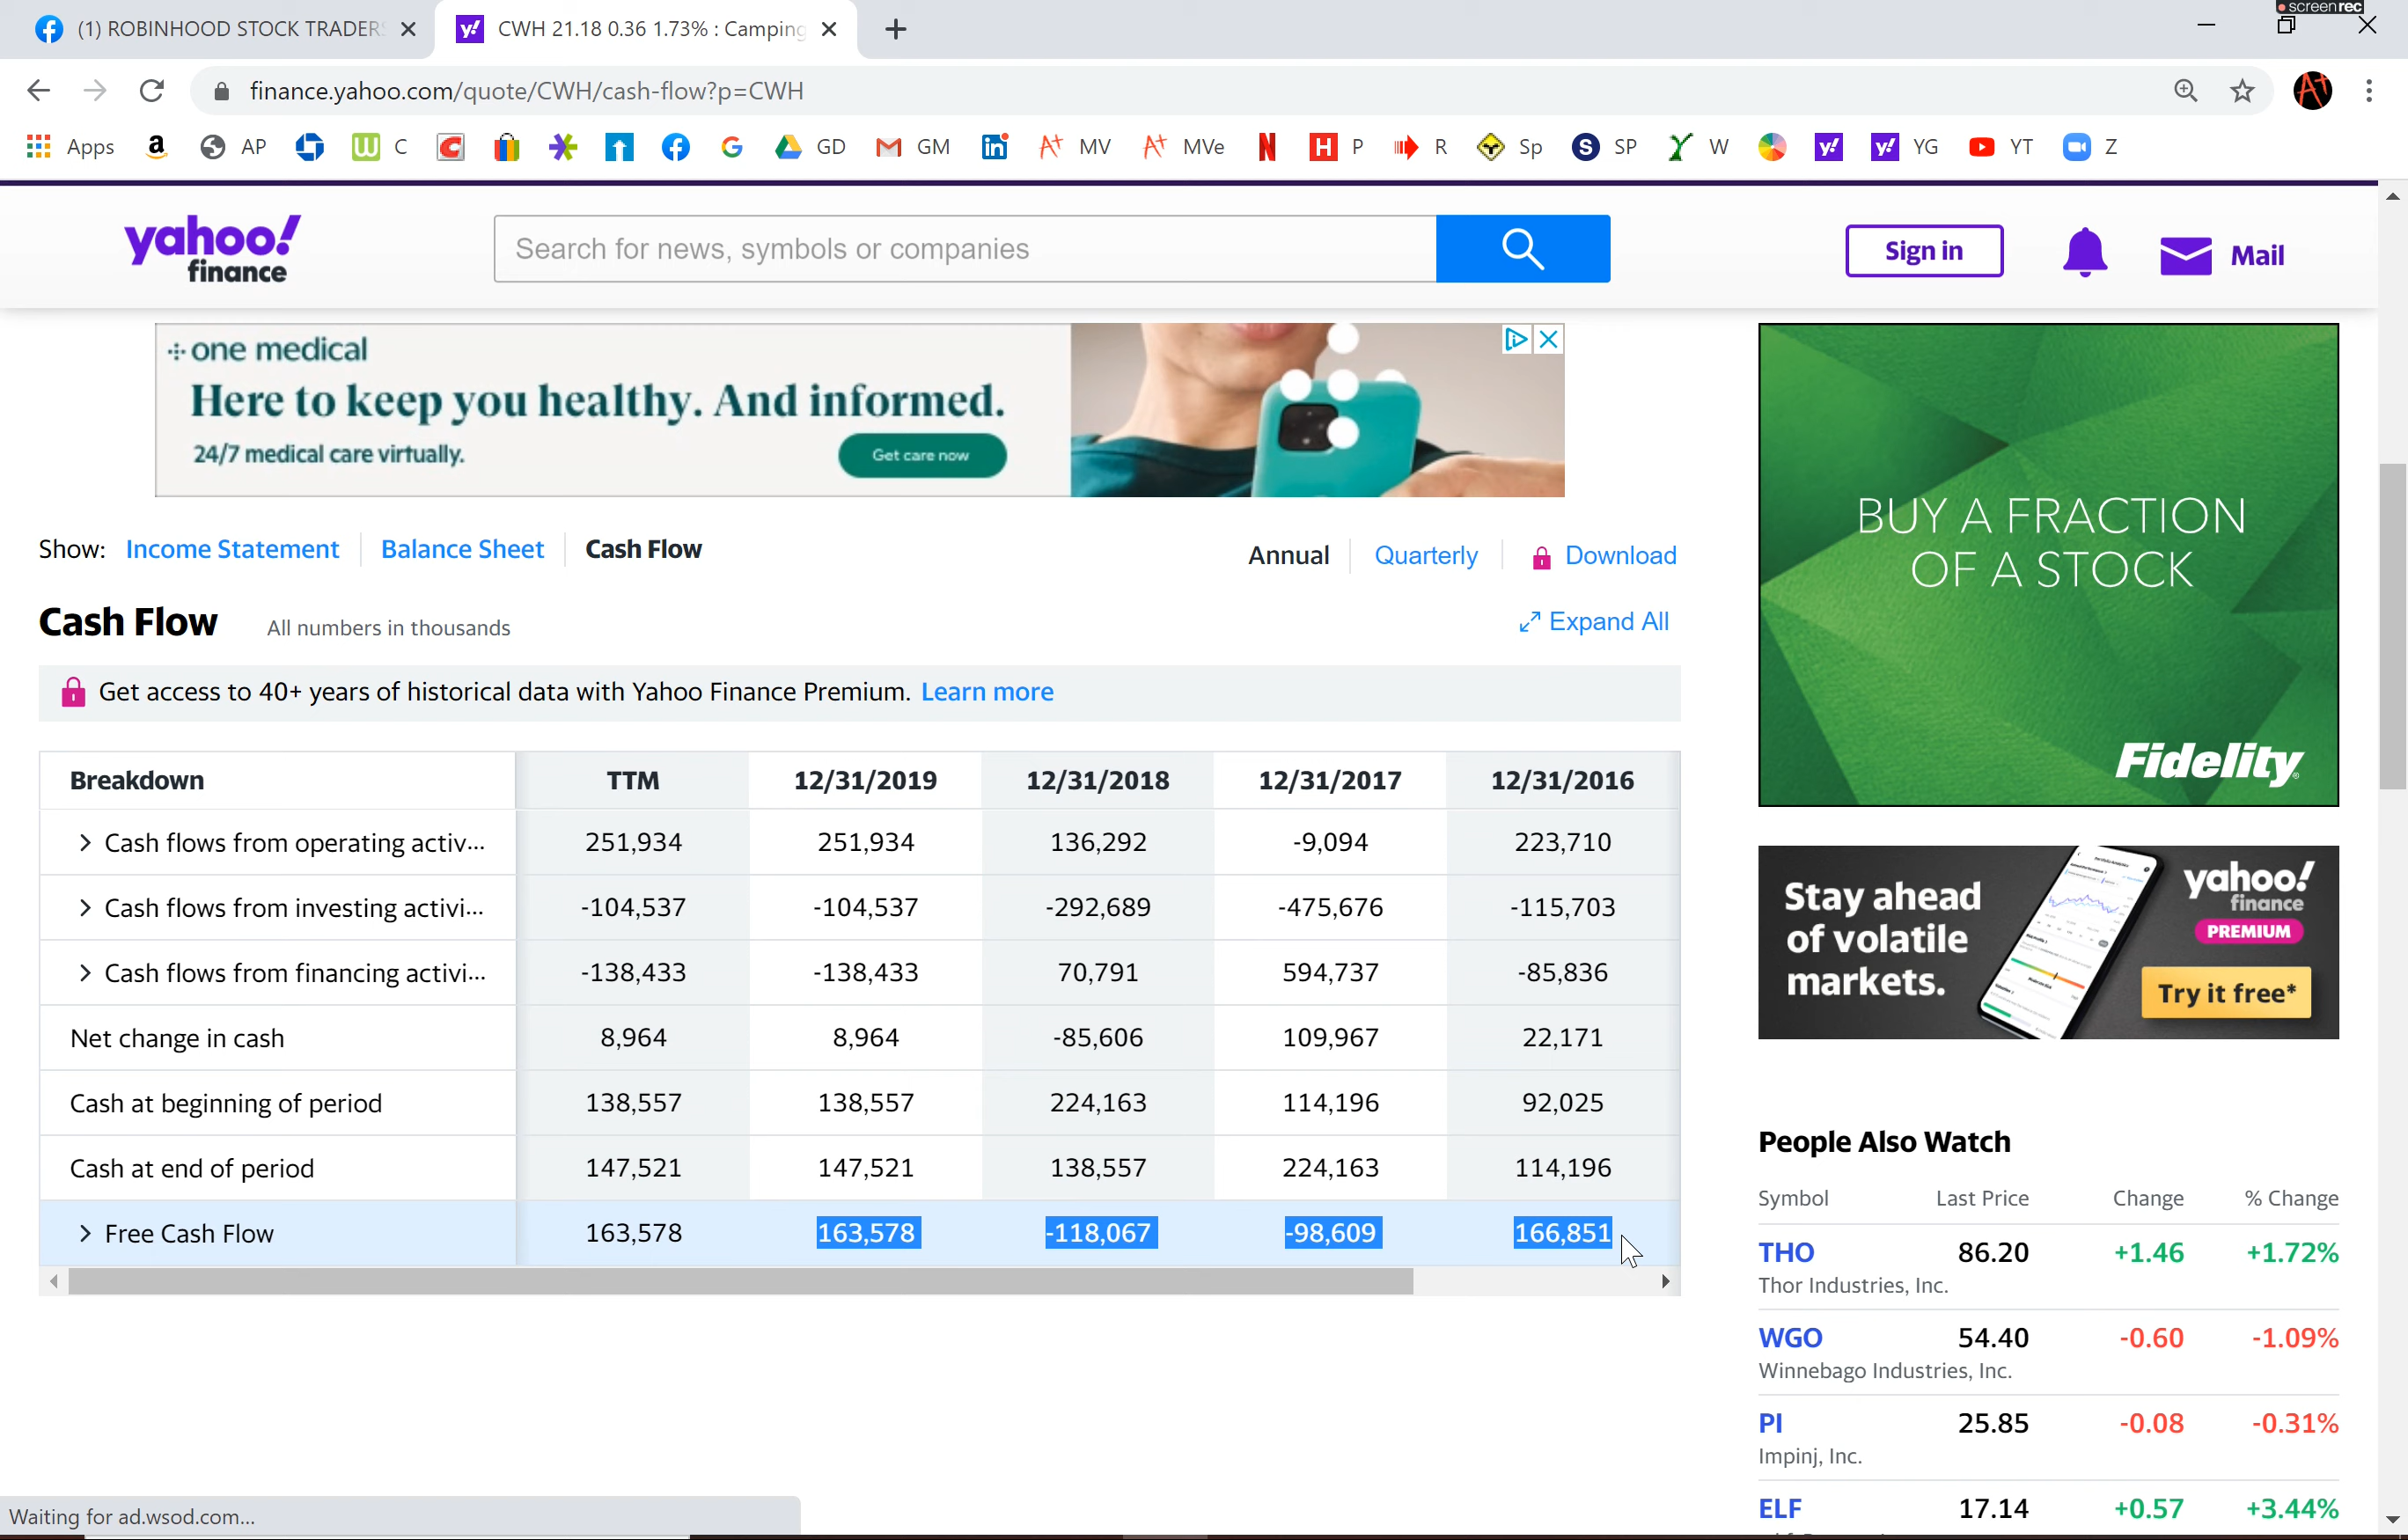 screenrec
(1) ROBINHOOD STOCK TRADERS
CWH 21.18 0.36 1.73% : Camping
finance.yahoo.com/quote/CWH/cash-flow?p=CWH
Apps AP C GD GM MV MVe P R Sp SP W YG YT Z
yahoo!
finance
Search for news, symbols or companies
Sign in
Mail
one medical
Here to keep you healthy. And informed.
24/7 medical care virtually.
Get care now
BUY A FRACTION
OF A STOCK
Fidelity
Show: Income Statement Balance Sheet Cash Flow
Annual Quarterly Download
Cash Flow All numbers in thousands
Expand All
Get access to 40+ years of historical data with Yahoo Finance Premium. Learn more
Breakdown TTM 12/31/2019 12/31/2018 12/31/2017 12/31/2016
> Cash flows from operating activ... 251,934 251,934 136,292 -9,094 223,710
> Cash flows from investing activi... -104,537 -104,537 -292,689 -475,676 -115,703
> Cash flows from financing activi... -138,433 -138,433 70,791 594,737 -85,836
Net change in cash 8,964 8,964 -85,606 109,967 22,171
Cash at beginning of period 138,557 138,557 224,163 114,196 92,025
Cash at end of period 147,521 147,521 138,557 224,163 114,196
> Free Cash Flow 163,578 163,578 -118,067 -98,609 166,851
Stay ahead
of volatile
markets.
yahoo!
finance
PREMIUM
Try it free*
People Also Watch
Symbol Last Price Change % Change
THO 86.20 +1.46 +1.72%
Thor Industries, Inc.
WGO 54.40 -0.60 -1.09%
Winnebago Industries, Inc.
PI 25.85 -0.08 -0.31%
Impinj, Inc.
ELF 17.14 +0.57 +3.44%
Waiting for ad.wsod.com...